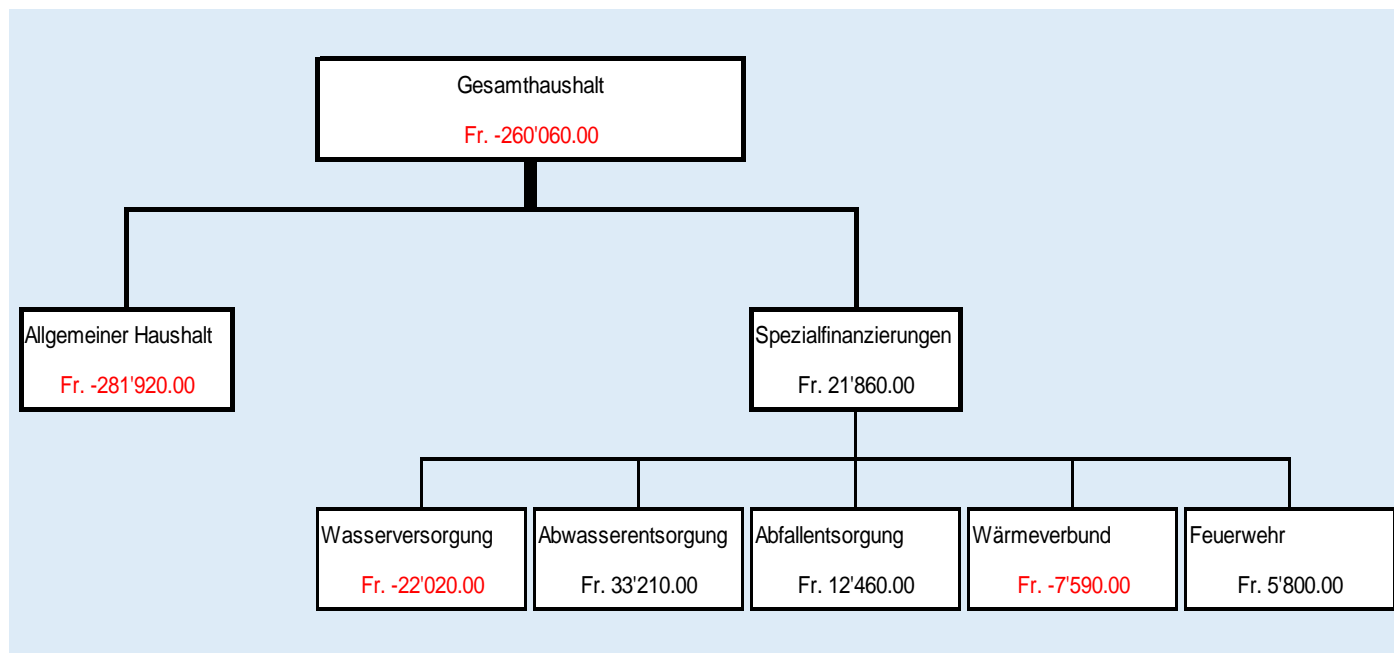 Gesamthaushalt
Fr. -260'060.00
Allgemeiner Haushalt
Fr. -281'920.00
Spezialfinanzierungen
Fr. 21'860.00
Wasserversorgung
Fr. -22'020.00
Abwasserentsorgung
Fr. 33'210.00
Abfallentsorgung
Fr. 12'460.00
Wärmeverbund
Fr. -7'590.00
Feuerwehr
Fr. 5'800.00